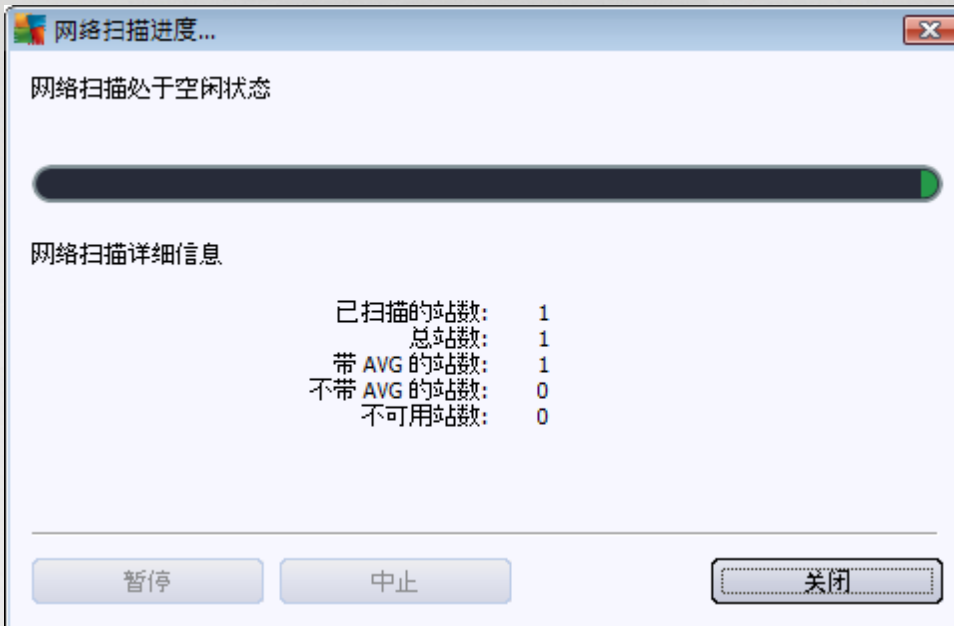 网络扫描进度...
网络扫描处于空闲状态
网络扫描详细信息
已扫描的站数: 1
总站数: 1
带 AVG 的站数: 1
不带 AVG 的站数: 0
不可用站数: 0
暂停 中止 关闭